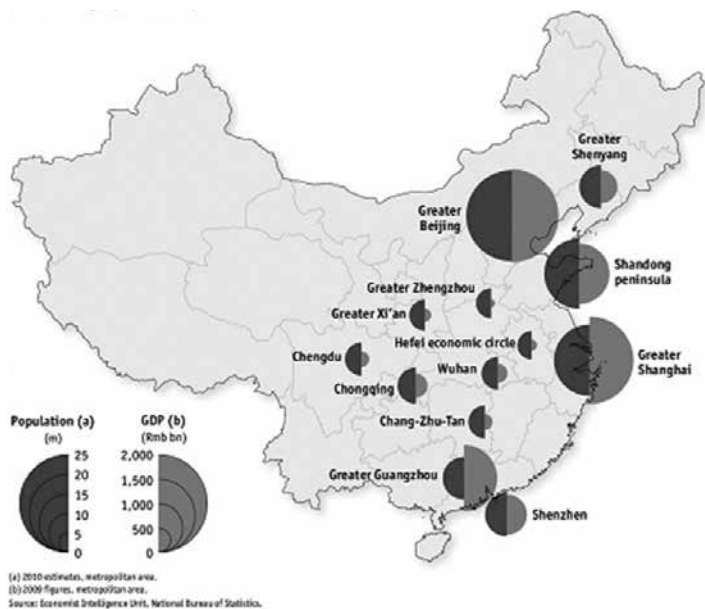 Greater
Shenyang
Greater
Beijing
Shandong
peninsula
Greater Zhengzhou
Greater Xi'an
Hefei economic circle
Chengdu
Wuhan
Greater
Shanghai
Chongqing
Chang-Zhu-Tan
Greater Guangzhou
Shenzhen
Population (a)
(m)
25
20
15
10
5
0
GDP (b)
(Rmb bn)
2,000
1,500
1,000
500
0
(a) 2010 estimates, metropolitan area.
(b) 2009 figures, metropolitan area.
Source: Economist Intelligence Unit, National Bureau of Statistics.